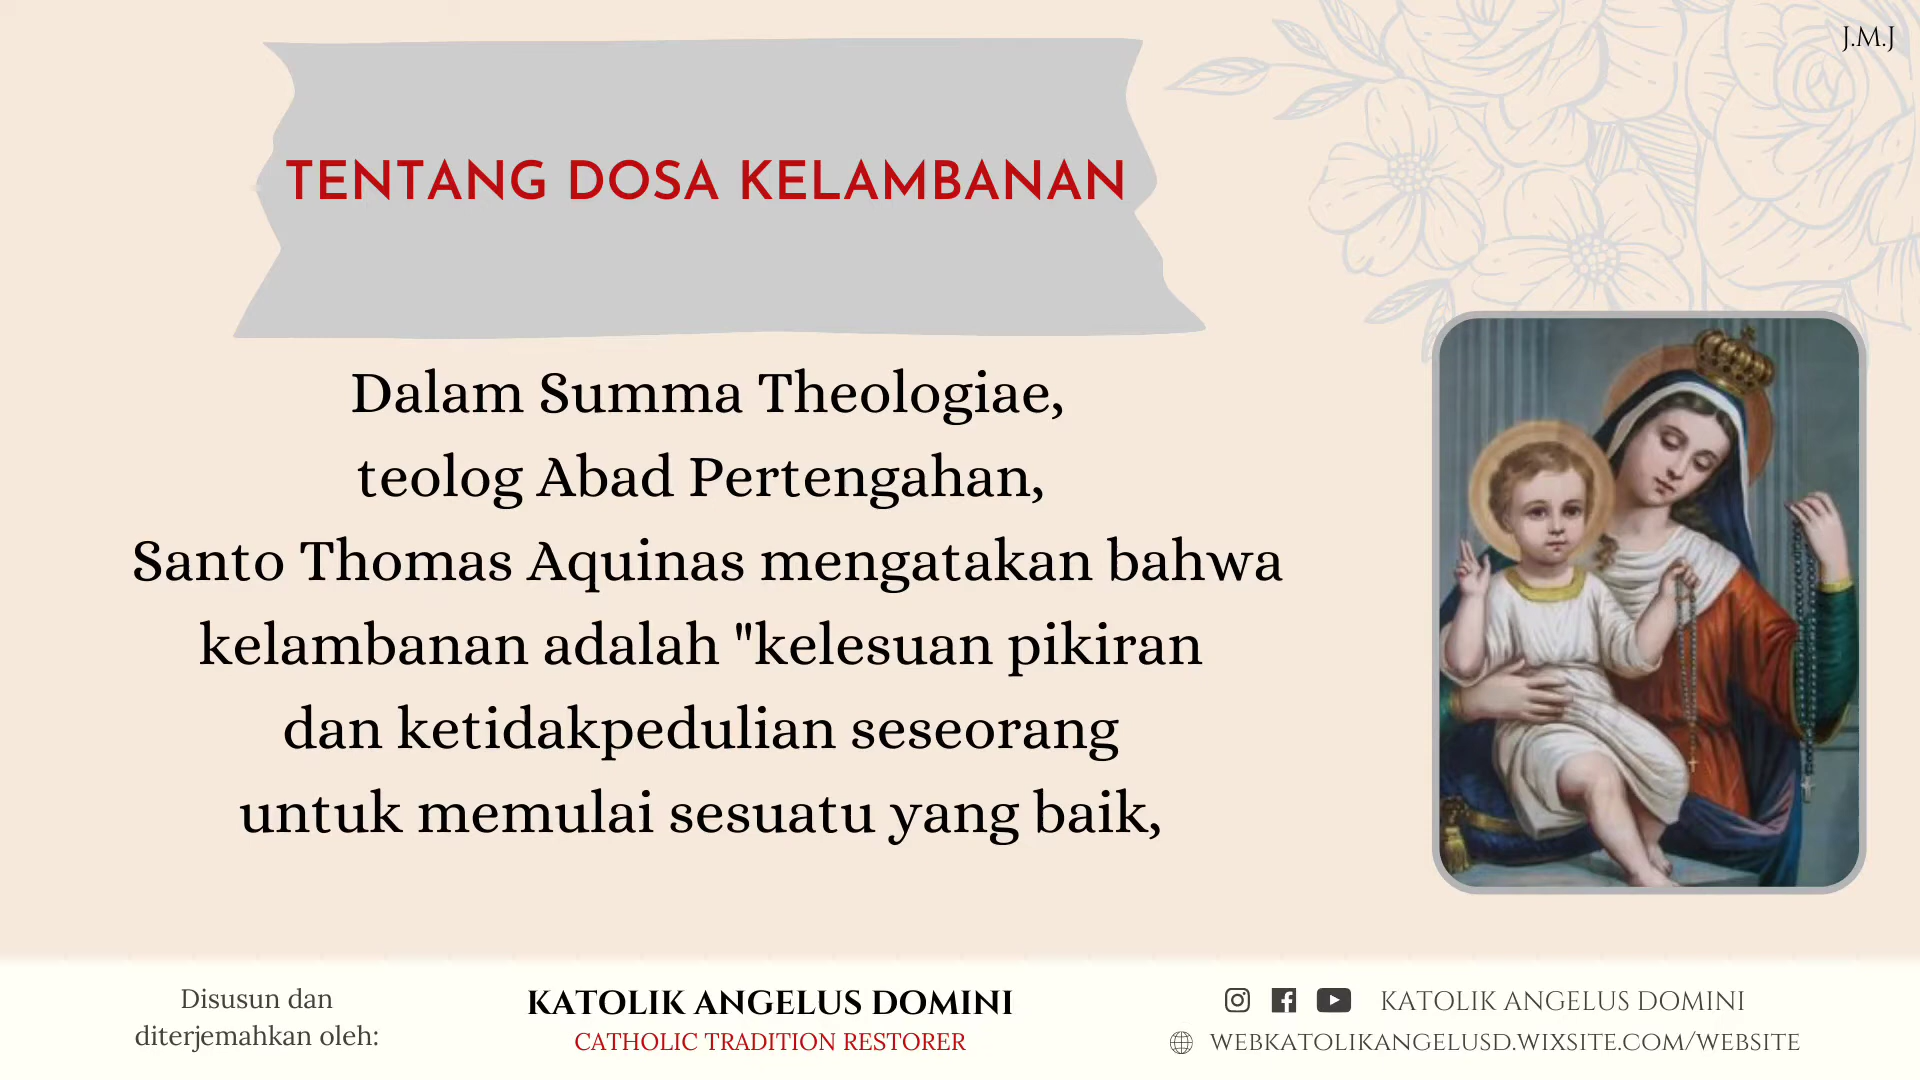 J.M.J
TENTANG DOSA KELAMBANAN
Dalam Summa Theologiae,
teolog Abad Pertengahan,
Santo Thomas Aquinas mengatakan bahwa
kelambanan adalah "kelesuan pikiran
dan ketidakpedulian seseorang
untuk memulai sesuatu yang baik,
Disusun dan
diterjemahkan oleh:
KATOLIK ANGELUS DOMINI
CATHOLIC TRADITION RESTORER
KATOLIK ANGELUS DOMINI
WEBKATOLIKANGELUSD.WIXSITE.COM/WEBSITE